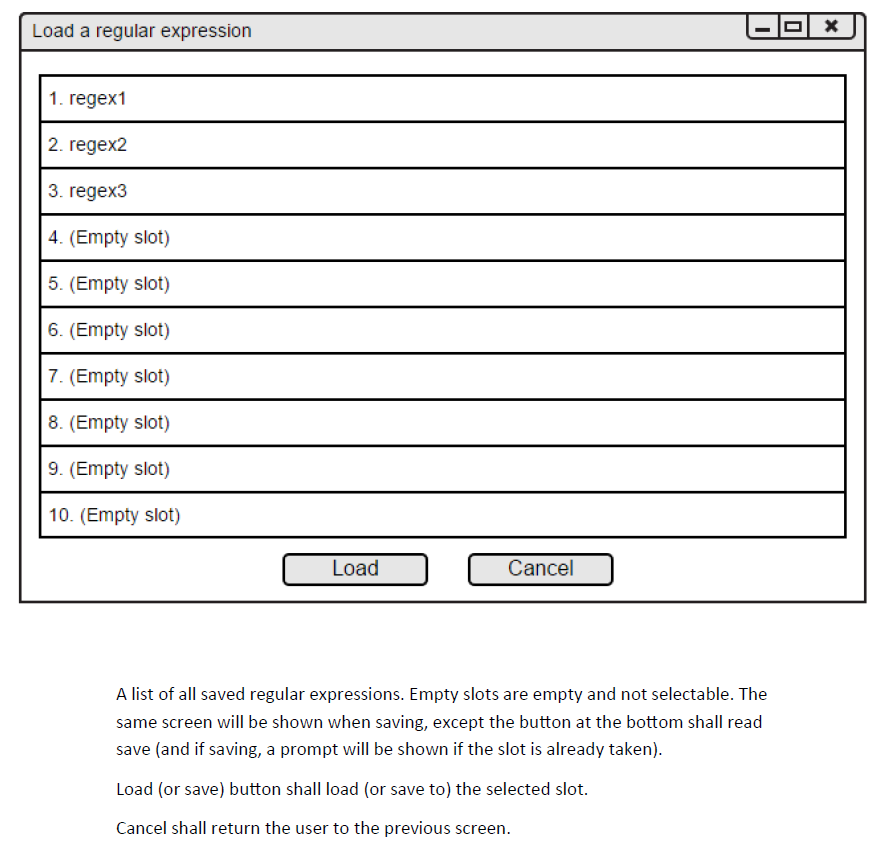 Load a regular expression
1. regex1
2. regex2
3. regex3
4. (Empty slot)
5. (Empty slot)
6. (Empty slot)
7. (Empty slot)
8. (Empty slot)
9. (Empty slot)
10. (Empty slot)
Load
Cancel
A list of all saved regular expressions. Empty slots are empty and not selectable. The
same screen will be shown when saving, except the button at the bottom shall read
save (and if saving, a prompt will be shown if the slot is already taken).
Load (or save) button shall load (or save to) the selected slot.
Cancel shall return the user to the previous screen.